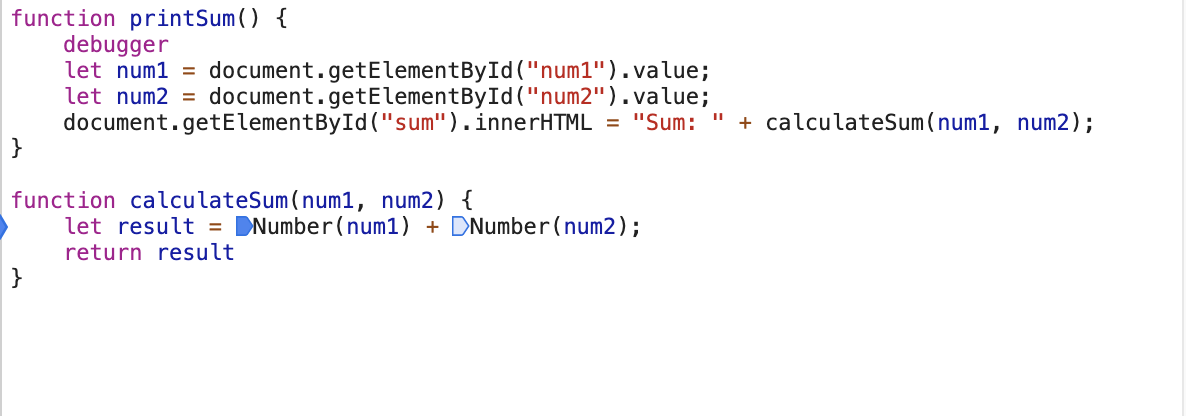 function printSum() {
    debugger
    let num1 = document.getElementById("num1").value;
    let num2 = document.getElementById("num2").value;
    document.getElementById("sum").innerHTML = "Sum: " + calculateSum(num1, num2);
}

function calculateSum(num1, num2) {
    let result = Number(num1) + Number(num2);
    return result
}